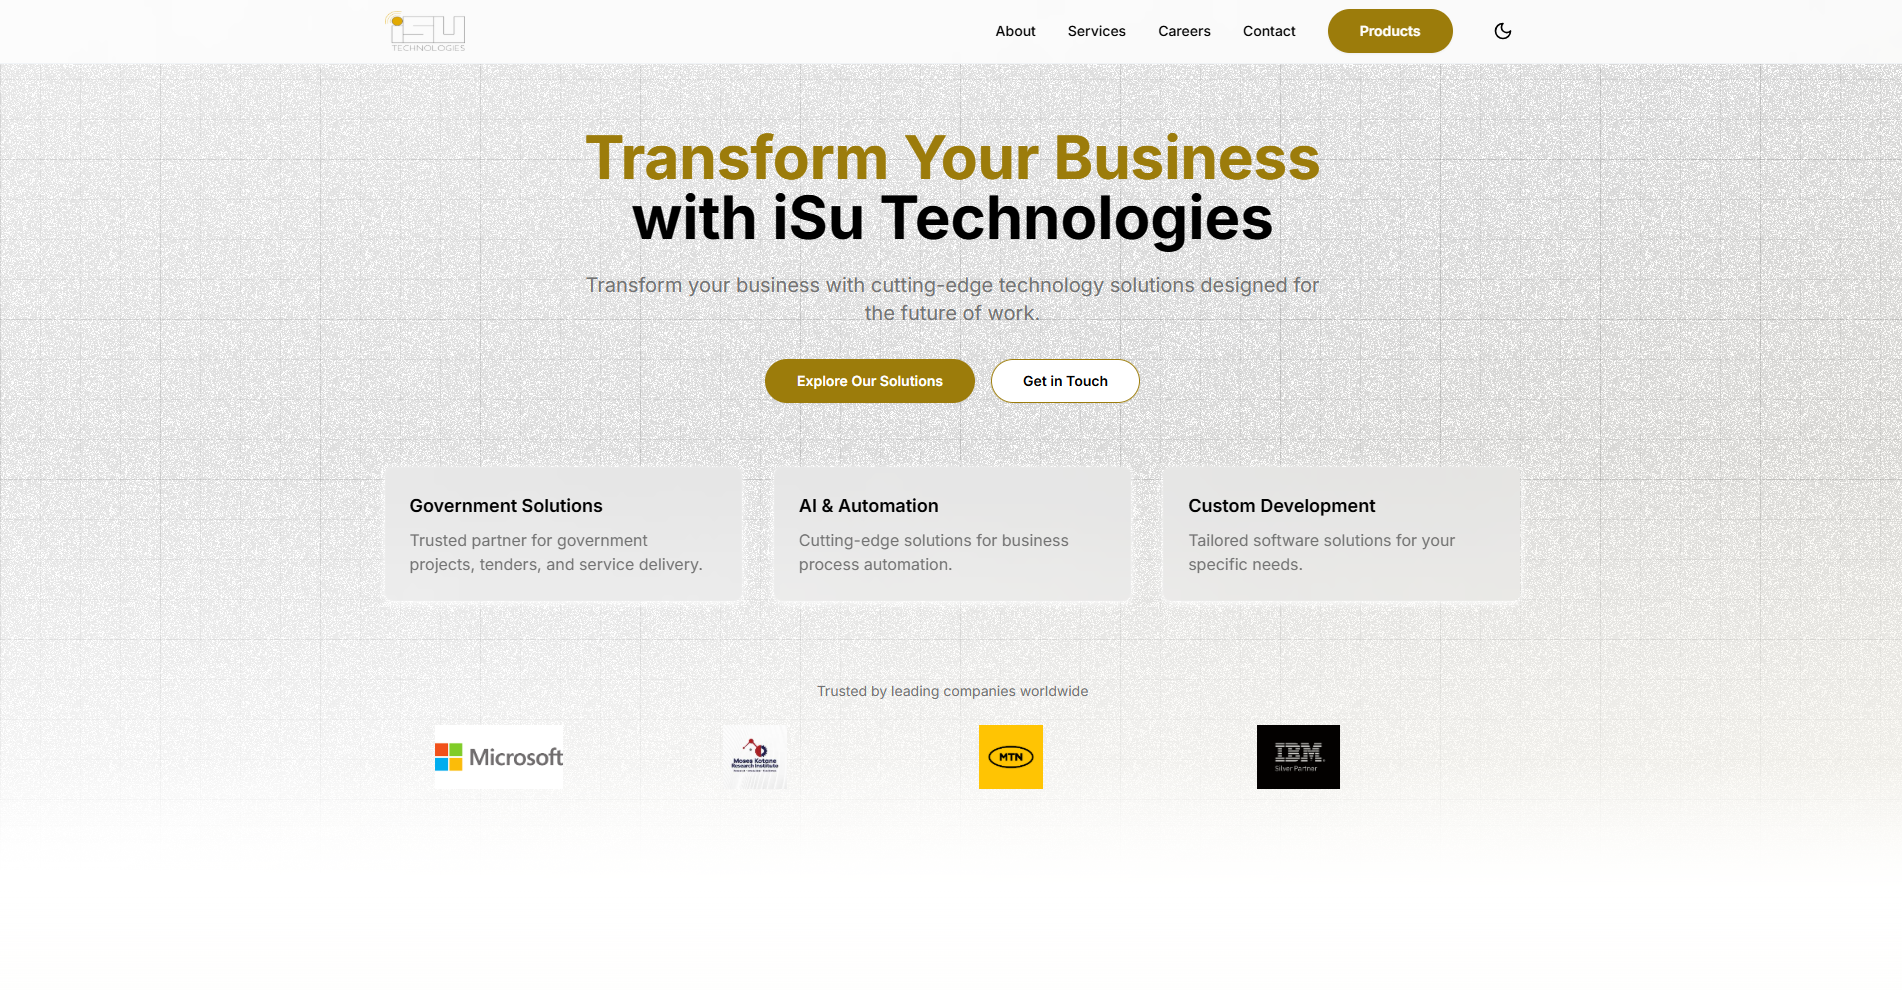 iSU
TECHNOLOGIES
About
Services
Careers
Contact
Products
Transform Your Business
with iSu Technologies
Transform your business with cutting-edge technology solutions designed for
the future of work.
Explore Our Solutions
Get in Touch
Government Solutions
Trusted partner for government
projects, tenders, and service delivery.
AI & Automation
Cutting-edge solutions for business
process automation.
Custom Development
Tailored software solutions for your
specific needs.
Trusted by leading companies worldwide
Microsoft
Moses Kotane
Research Institute
MTN
IBM
Silver Partner